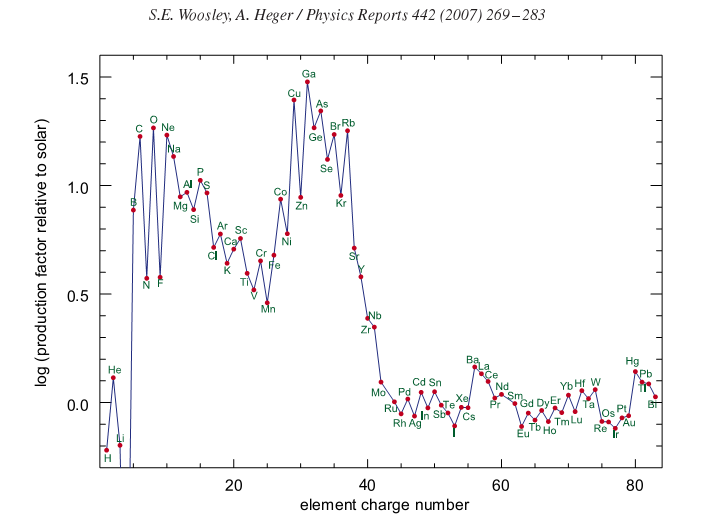 S.E. Woosley, A. Heger / Physics Reports 442 (2007) 269–283
log (production factor relative to solar)
1.5
1.0
0.5
0.0
H
He
Li
B
C
N
O
F
Ne
Na
Mg
Al
Si
P
S
Cl
Ar
K
Ca
Sc
Ti
V
Cr
Mn
Fe
Co
Ni
Cu
Zn
Ga
Ge
As
Se
Br
Kr
Rb
Sr
Y
Zr
Nb
Mo
Ru
Rh
Pd
Ag
Cd
In
Sn
Sb
Te
I
Xe
Cs
Ba
La
Ce
Pr
Nd
Sm
Eu
Gd
Tb
Dy
Ho
Er
Tm
Yb
Lu
Hf
Ta
W
Re
Os
Ir
Pt
Au
Hg
Tl
Pb
Bi
20
40
60
80
element charge number